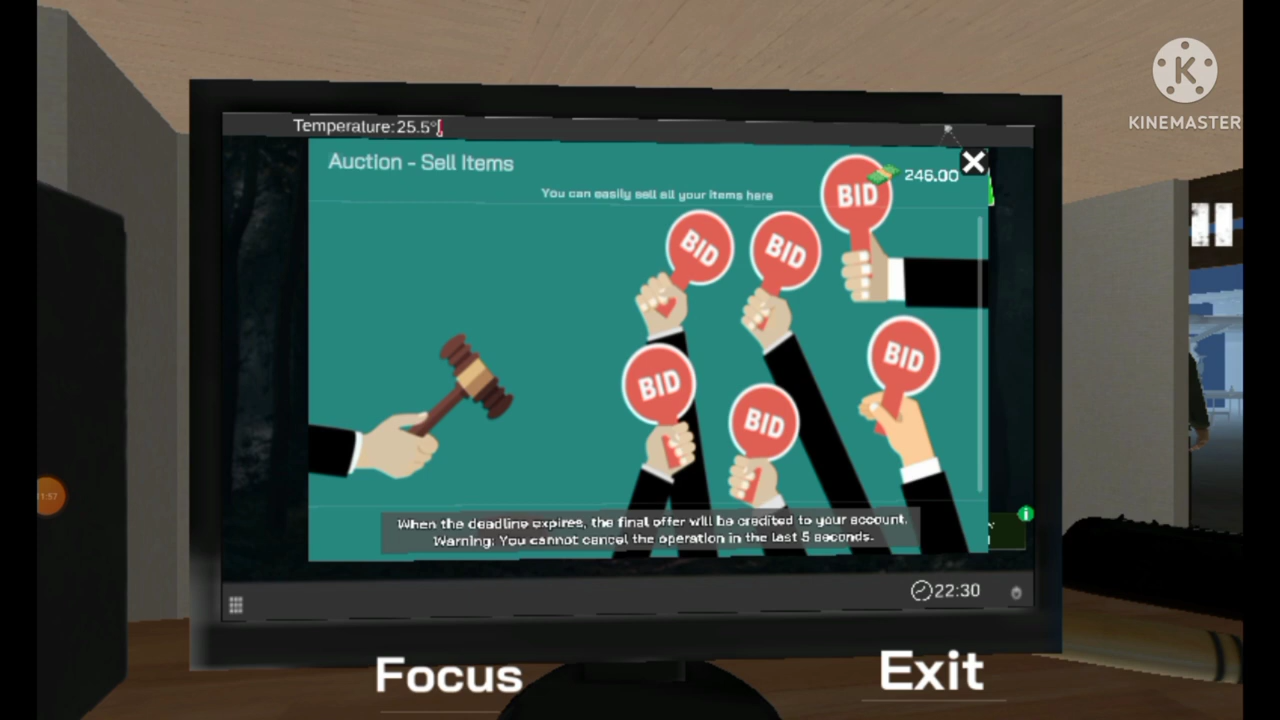 KINEMASTER
Temperature: 25.5°
Auction - Sell Items
246.00
You can easily sell all your items here
BID
BID
BID
BID
BID
BID
BID
When the deadline expires, the final offer will be credited to your account.
Warning: You cannot cancel the operation in the last 5 seconds.
22:30
Focus
Exit